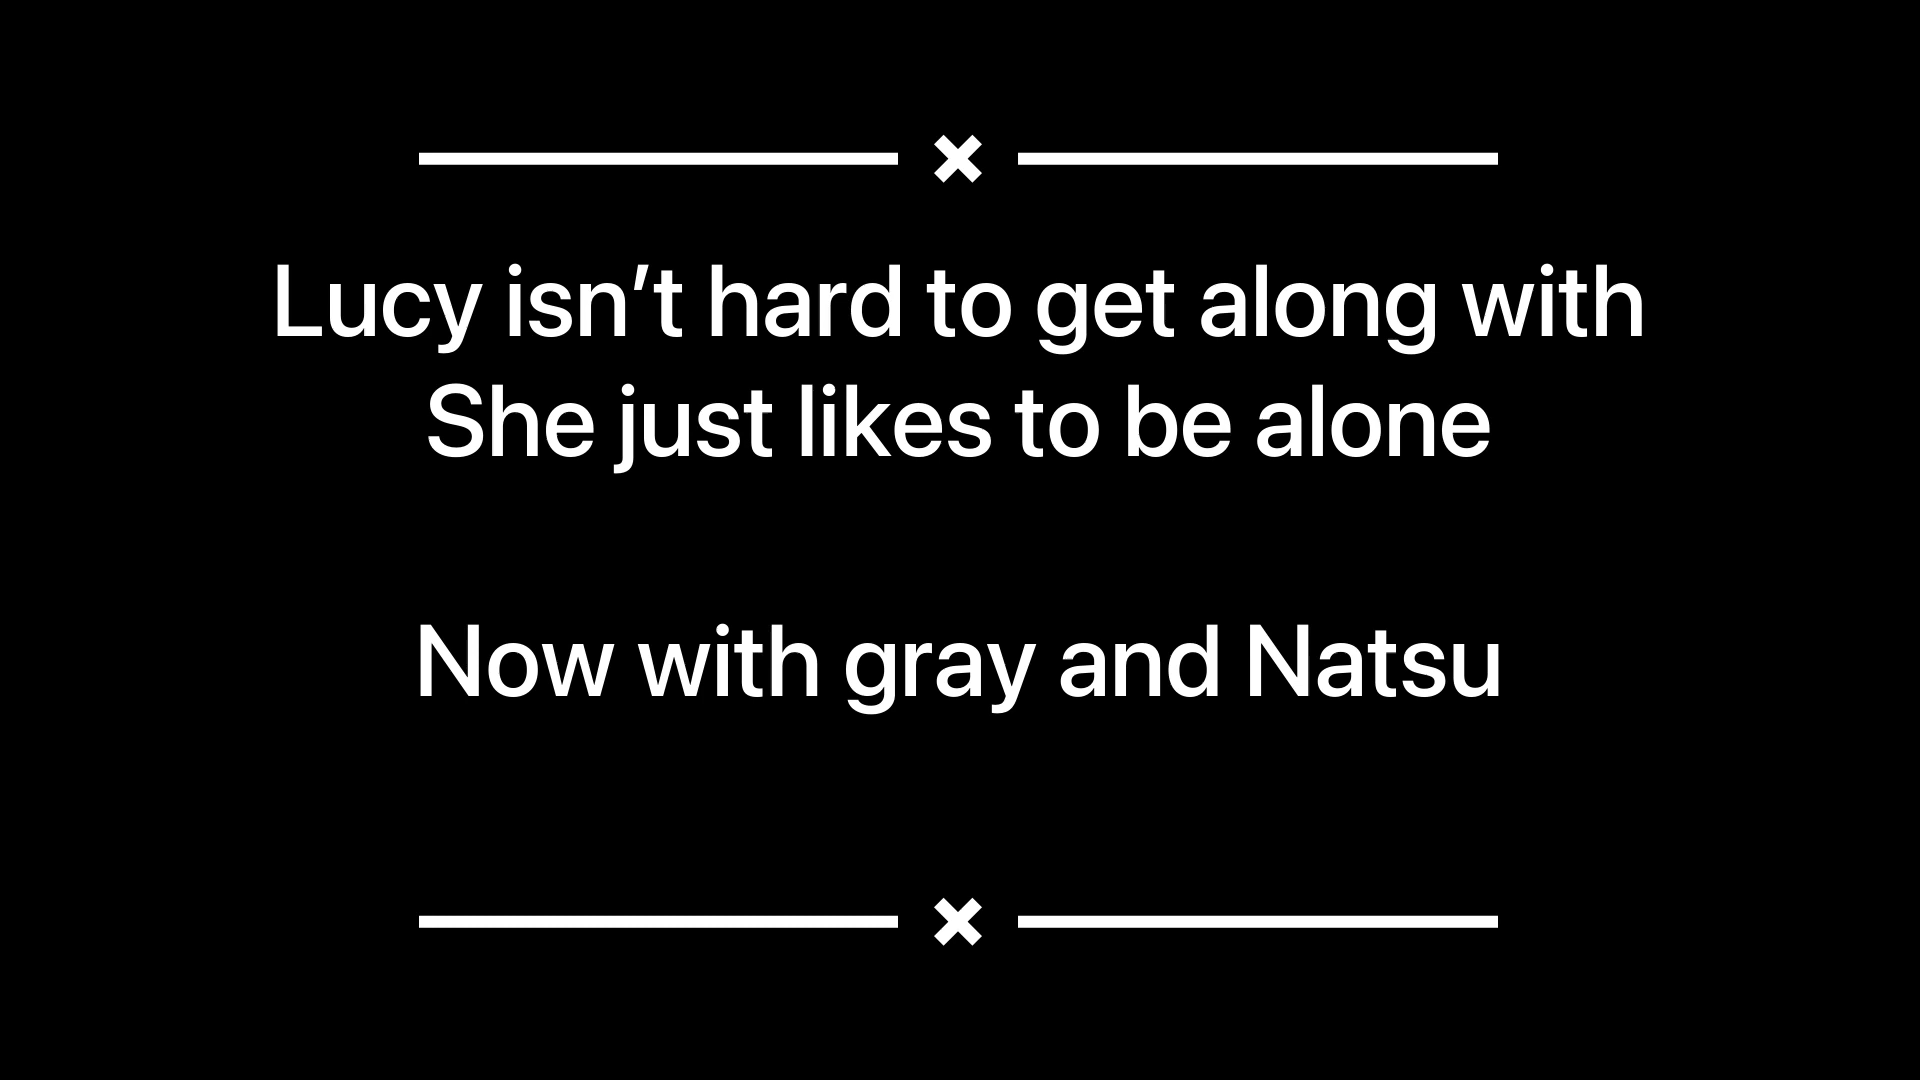 Lucy isn’t hard to get along with
She just likes to be alone
Now with gray and Natsu